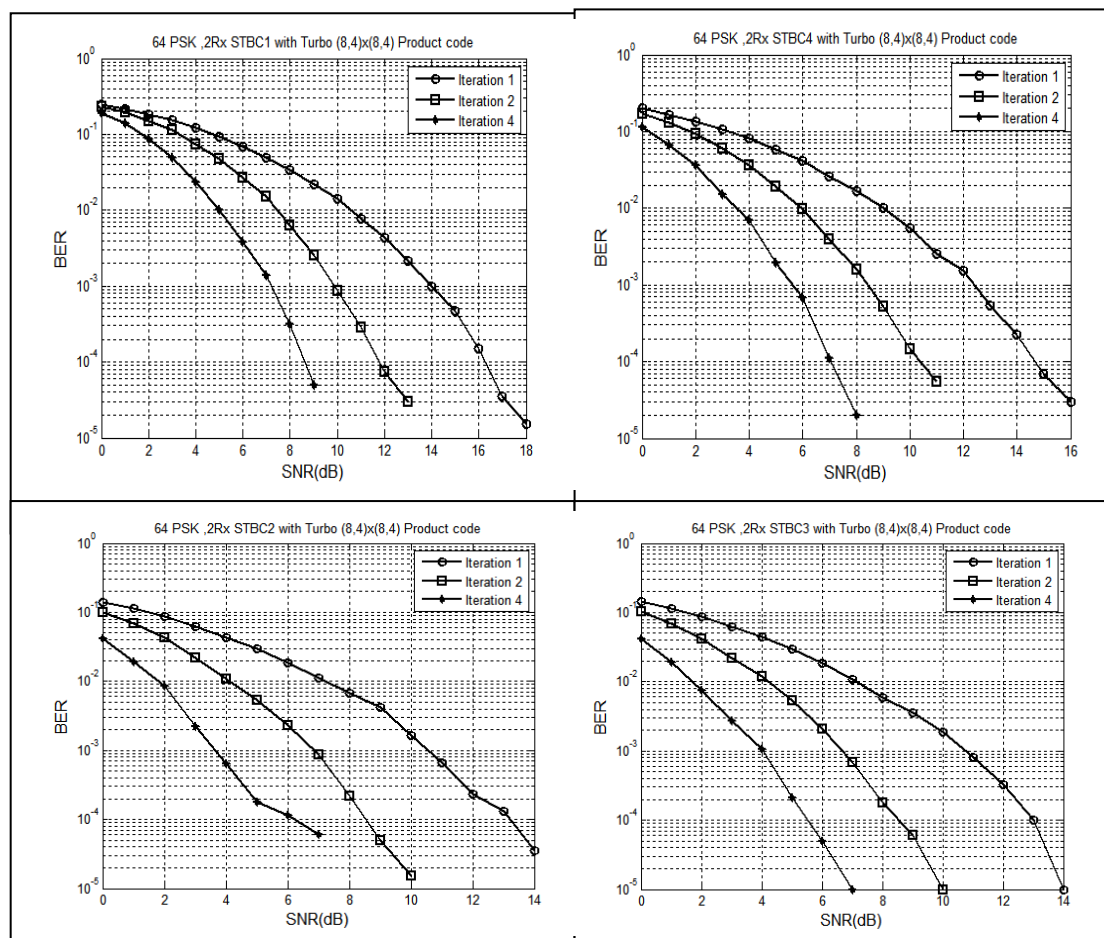 64 PSK ,2Rx STBC1 with Turbo (8,4)x(8,4) Product code
Iteration 1
Iteration 2
Iteration 4
10^0
10^-1
10^-2
10^-3
10^-4
10^-5
BER
0 2 4 6 8 10 12 14 16 18
SNR(dB)
64 PSK ,2Rx STBC4 with Turbo (8,4)x(8,4) Product code
Iteration 1
Iteration 2
Iteration 4
10^0
10^-1
10^-2
10^-3
10^-4
10^-5
BER
0 2 4 6 8 10 12 14 16
SNR(dB)
64 PSK ,2Rx STBC2 with Turbo (8,4)x(8,4) Product code
Iteration 1
Iteration 2
Iteration 4
10^0
10^-1
10^-2
10^-3
10^-4
10^-5
BER
0 2 4 6 8 10 12 14
SNR(dB)
64 PSK ,2Rx STBC3 with Turbo (8,4)x(8,4) Product code
Iteration 1
Iteration 2
Iteration 4
10^0
10^-1
10^-2
10^-3
10^-4
10^-5
BER
0 2 4 6 8 10 12 14
SNR(dB)